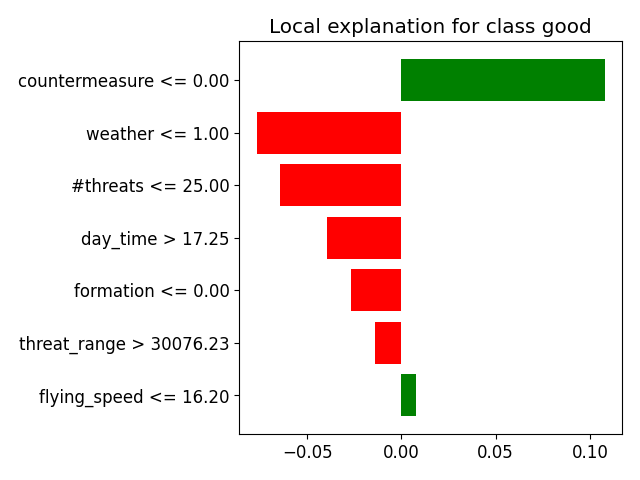 Local explanation for class good
countermeasure <= 0.00
weather <= 1.00
#threats <= 25.00
day_time > 17.25
formation <= 0.00
threat_range > 30076.23
flying_speed <= 16.20
−0.05 0.00 0.05 0.10